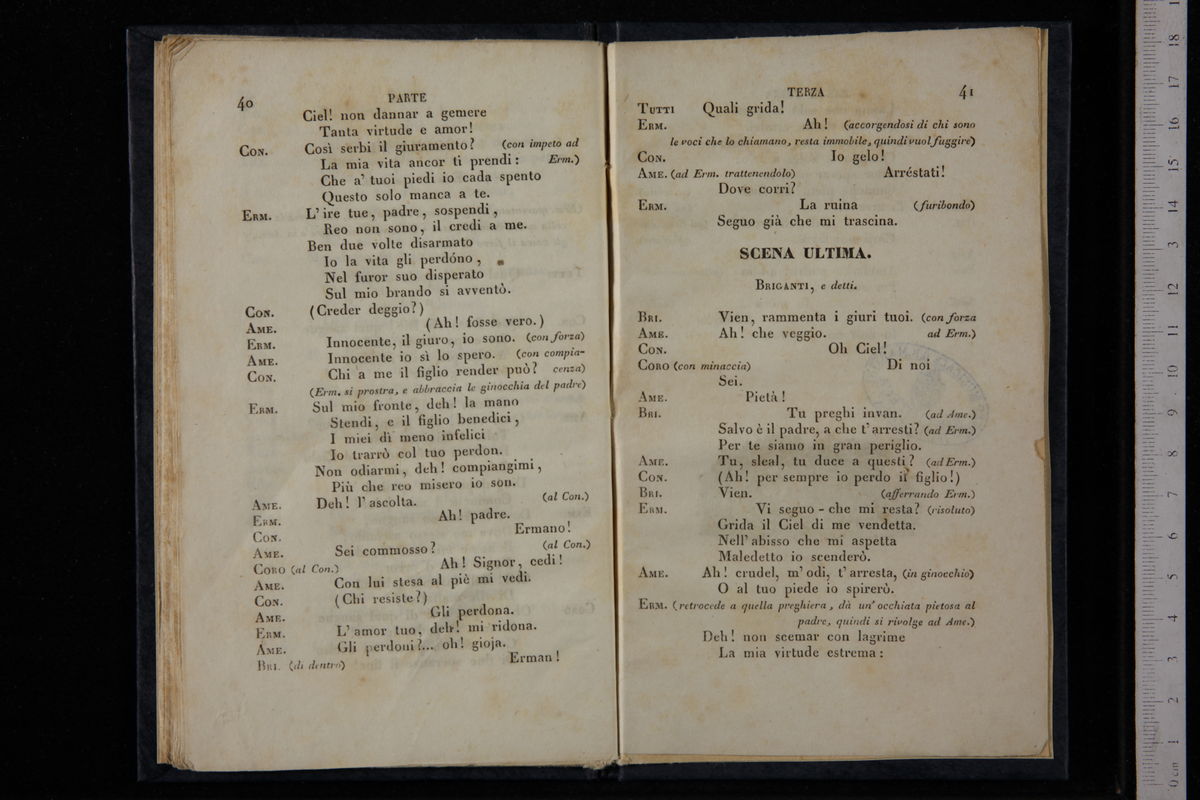 40
PARTE
Ciel! non dannar a gemere
Tanta virtude e amor!
CON. Così serbi il giuramento? (con impeto ad
La mia vita ancor ti prendi: Erm.)
Che a' tuoi piedi io cada spento
Questo solo manca a te.
ERM. L' ire tue, padre, sospendi,
Reo non sono, il credi a me.
Ben due volte disarmato
Io la vita gli perdóno,
Nel furor suo disperato
Sul mio brando si avventò.
CON. (Creder deggio?)
AME. (Ah! fosse vero.)
ERM. Innocente, il giuro, io sono. (con forza)
AME. Innocente io sì lo spero. (con compia-
CON. Chi a me il figlio render può? cenza)
(Erm. si prostra, e abbraccia le ginocchia del padre)
ERM. Sul mio fronte, deh! la mano
Stendi, e il figlio benedici,
I miei dì meno infelici
Io trarrò col tuo perdon.
Non odiarmi, deh! compiangimi,
Più che reo misero io son.
AME. Deh! l' ascolta. (al Con.)
ERM. Ah! padre.
CON. Ermano!
AME. Sei commosso? (al Con.)
CORO (al Con.) Ah! Signor, cedi!
AME. Con lui stesa al piè mi vedi.
CON. (Chi resiste?)
AME. Gli perdona.
ERM. L' amor tuo, deh! mi ridona.
AME. Gli perdoni?... oh! gioja.
BRI. (di dentro) Erman!
TERZA
41
TUTTI Quali grida!
ERM. Ah! (accorgendosi di chi sono
le voci che lo chiamano, resta immobile, quindi vuol fuggire)
CON. Io gelo!
AME. (ad Erm. trattenendolo) Arréstati!
Dove corri?
ERM. La ruina (furibondo)
Seguo già che mi trascina.
SCENA ULTIMA.
BRIGANTI, e detti.
BRI. Vien, rammenta i giuri tuoi. (con forza
AME. Ah! che veggio. ad Erm.)
CON. Oh Ciel!
CORO (con minaccia) Di noi
Sei.
AME. Pietà!
BRI. Tu preghi invan. (ad Ame.)
Salvo è il padre, a che t' arresti? (ad Erm.)
Per te siamo in gran periglio.
AME. Tu, sleal, tu duce a questi? (ad Erm.)
CON. (Ah! per sempre io perdo il figlio!)
BRI. Vien. (afferrando Erm.)
ERM. Vi seguo - che mi resta? (risoluto)
Grida il Ciel di me vendetta.
Nell' abisso che mi aspetta
Maledetto io scenderò.
AME. Ah! crudel, m' odi, t' arresta, (in ginocchio)
O al tuo piede io spirerò.
ERM. (retrocede a quella preghiera, dà un' occhiata pietosa al
padre, quindi si rivolge ad Ame.)
Deh! non scemar con lagrime
La mia virtude estrema: